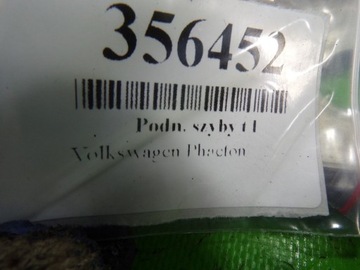 356452
Podn. szyby t l
Volkswagen Phaeton